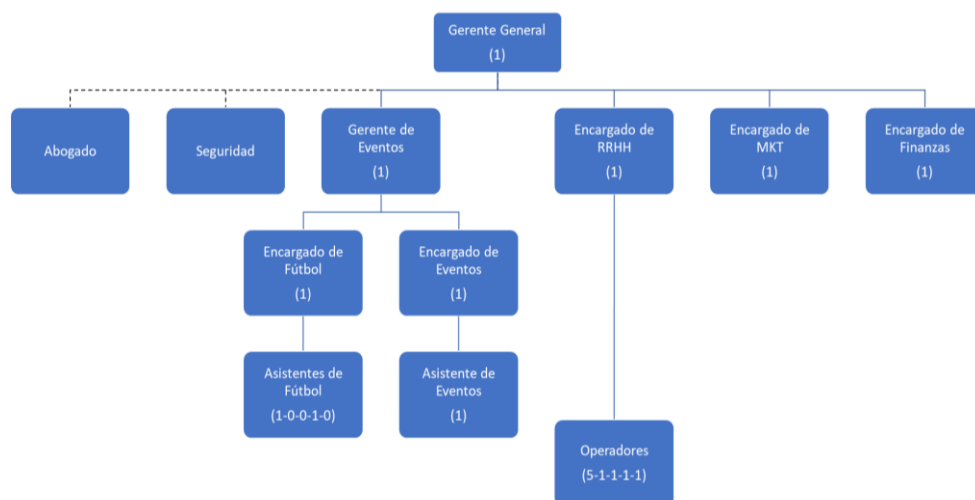 Gerente General
(1)
Abogado
Seguridad
Gerente de
Eventos
(1)
Encargado de
RRHH
(1)
Encargado de
MKT
(1)
Encargado de
Finanzas
(1)
Encargado de
Fútbol
(1)
Encargado de
Eventos
(1)
Asistentes de
Fútbol
(1-0-0-1-0)
Asistente de
Eventos
(1)
Operadores
(5-1-1-1-1)